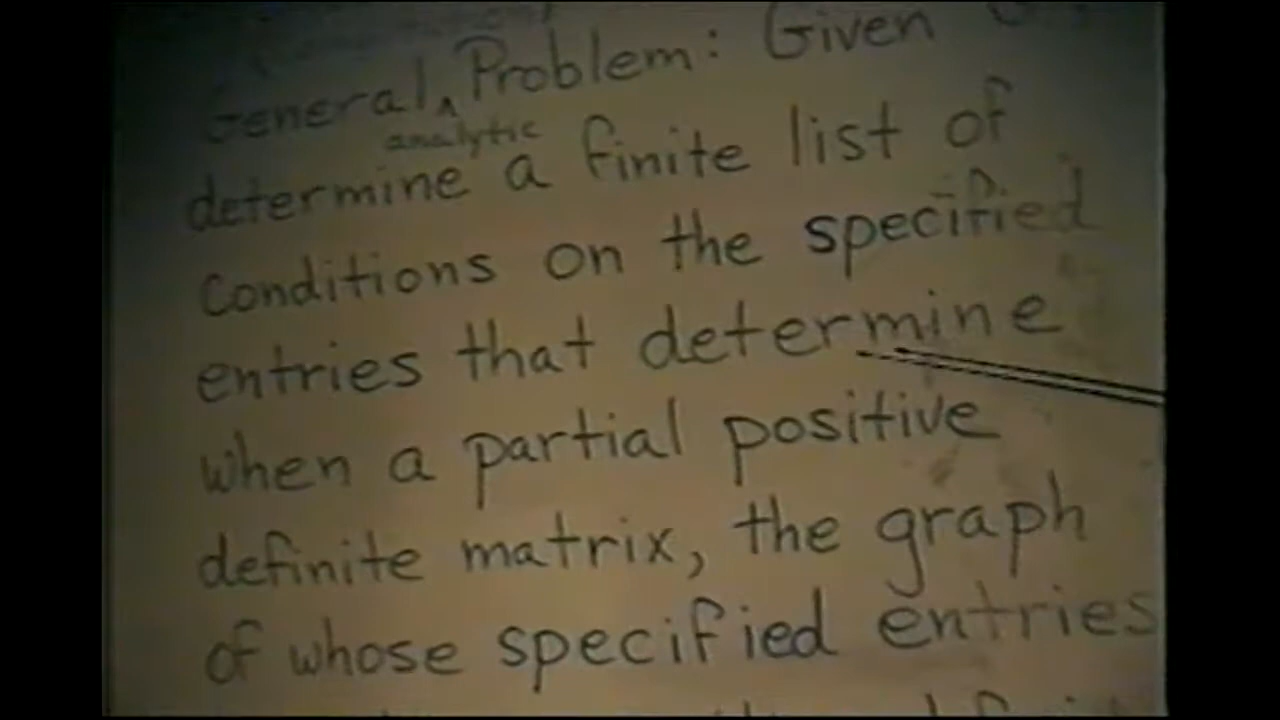 General ^ Problem: Given
analytic
determine a finite list of
conditions on the specified
entries that determine
when a partial positive
definite matrix, the graph
of whose specified entries